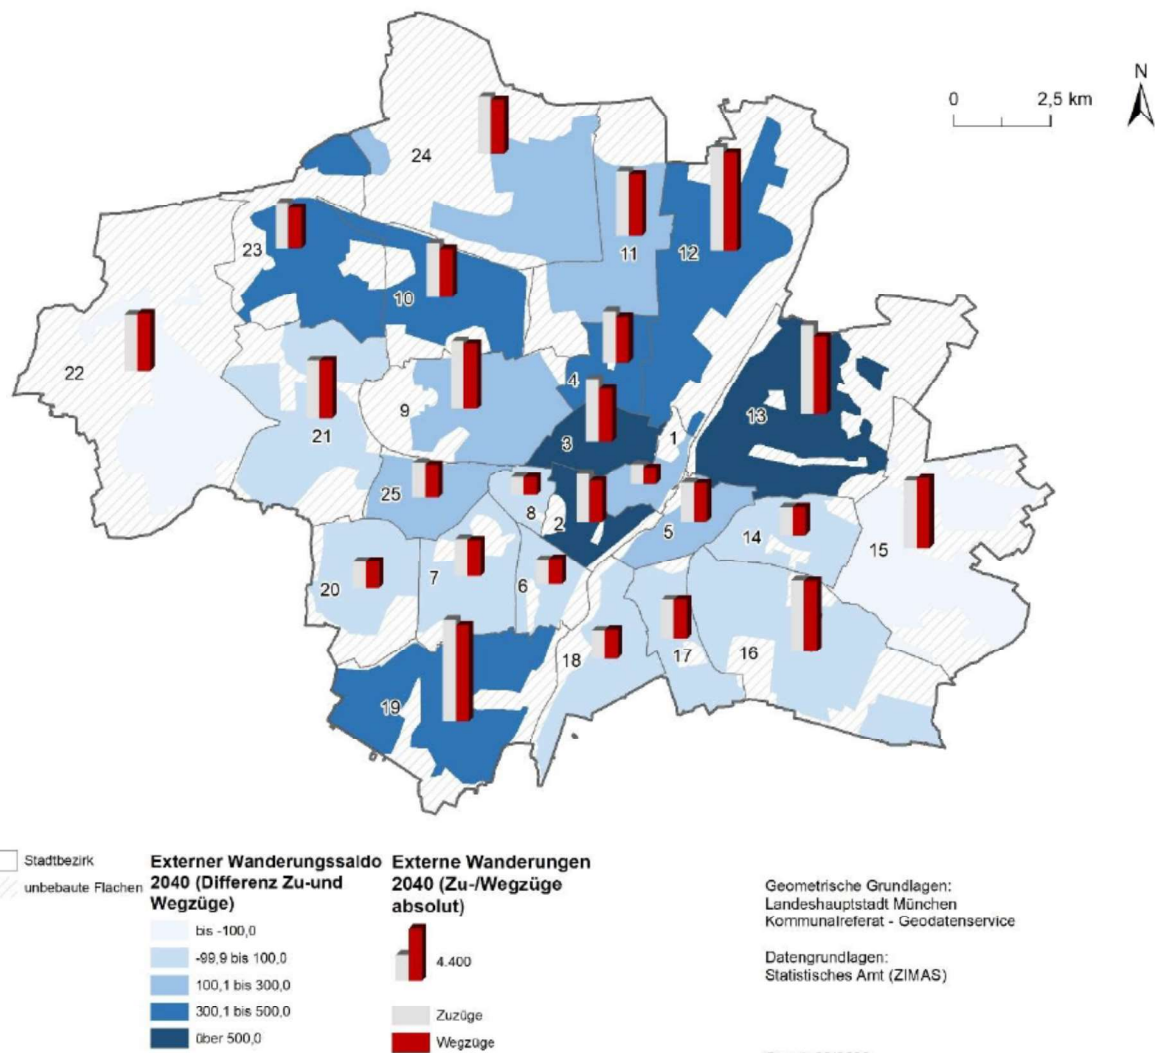 N
0 2,5 km
24
11
12
23
10
22
4
9
13
3
1
21
25
8
2
5
14
15
20
7
6
18
17
16
19
Stadtbezirk
unbebaute Flächen
Externer Wanderungssaldo
2040 (Differenz Zu-und
Wegzüge)
bis -100,0
-99,9 bis 100,0
100,1 bis 300,0
300,1 bis 500,0
über 500,0
Externe Wanderungen
2040 (Zu-/Wegzüge
absolut)
4.400
Zuzüge
Wegzüge
Geometrische Grundlagen:
Landeshauptstadt München
Kommunalreferat - Geodatenservice
Datengrundlagen:
Statistisches Amt (ZIMAS)